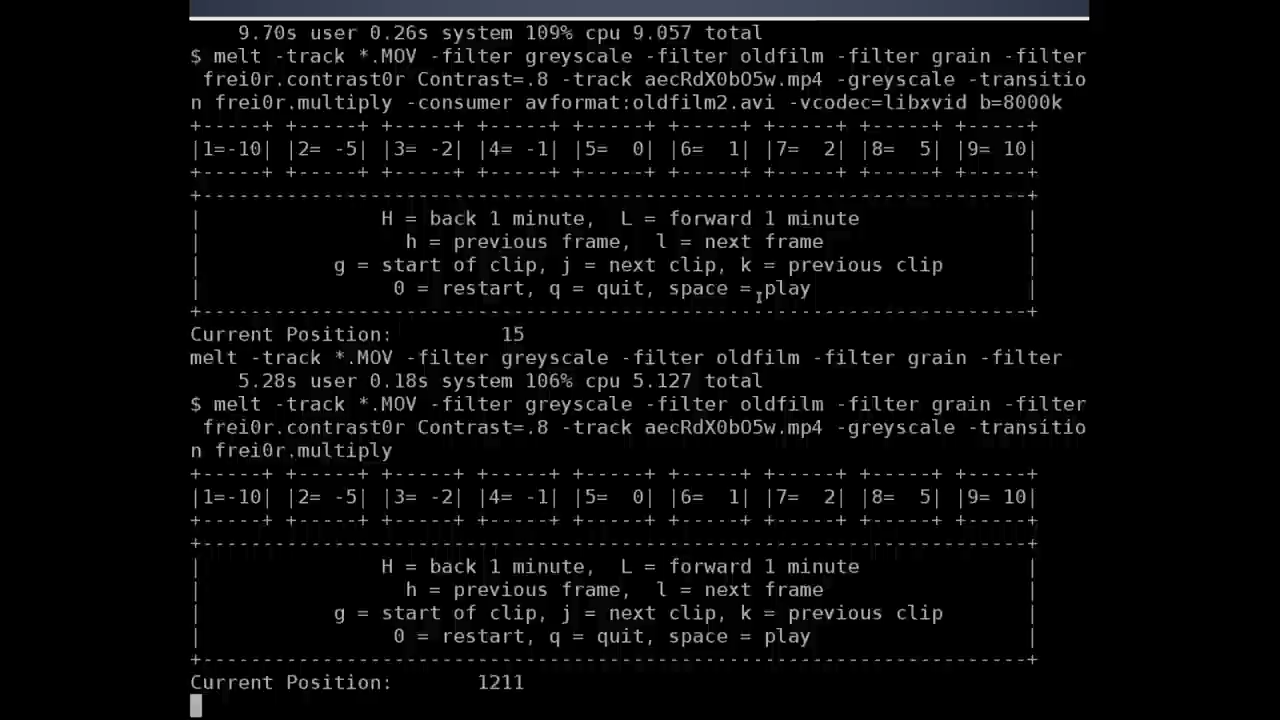 9.70s user 0.26s system 109% cpu 9.057 total
$ melt -track *.MOV -filter greyscale -filter oldfilm -filter grain -filter
frei0r.contrast0r Contrast=.8 -track aecRdX0bO5w.mp4 -greyscale -transitio
n frei0r.multiply -consumer avformat:oldfilm2.avi -vcodec=libxvid b=8000k
+-----+ +-----+ +-----+ +-----+ +-----+ +-----+ +-----+ +-----+ +-----+
|1=-10| |2= -5| |3= -2| |4= -1| |5=  0| |6=  1| |7=  2| |8=  5| |9= 10|
+-----+ +-----+ +-----+ +-----+ +-----+ +-----+ +-----+ +-----+ +-----+
+---------------------------------------------------------------------+
|               H = back 1 minute,  L = forward 1 minute              |
|                 h = previous frame,  l = next frame                 |
|           g = start of clip, j = next clip, k = previous clip       |
|                0 = restart, q = quit, space = play                  |
+---------------------------------------------------------------------+
Current Position:         15
melt -track *.MOV -filter greyscale -filter oldfilm -filter grain -filter
5.28s user 0.18s system 106% cpu 5.127 total
$ melt -track *.MOV -filter greyscale -filter oldfilm -filter grain -filter
frei0r.contrast0r Contrast=.8 -track aecRdX0bO5w.mp4 -greyscale -transitio
n frei0r.multiply
+-----+ +-----+ +-----+ +-----+ +-----+ +-----+ +-----+ +-----+ +-----+
|1=-10| |2= -5| |3= -2| |4= -1| |5=  0| |6=  1| |7=  2| |8=  5| |9= 10|
+-----+ +-----+ +-----+ +-----+ +-----+ +-----+ +-----+ +-----+ +-----+
+---------------------------------------------------------------------+
|               H = back 1 minute,  L = forward 1 minute              |
|                 h = previous frame,  l = next frame                 |
|           g = start of clip, j = next clip, k = previous clip       |
|                0 = restart, q = quit, space = play                  |
+---------------------------------------------------------------------+
Current Position:       1211